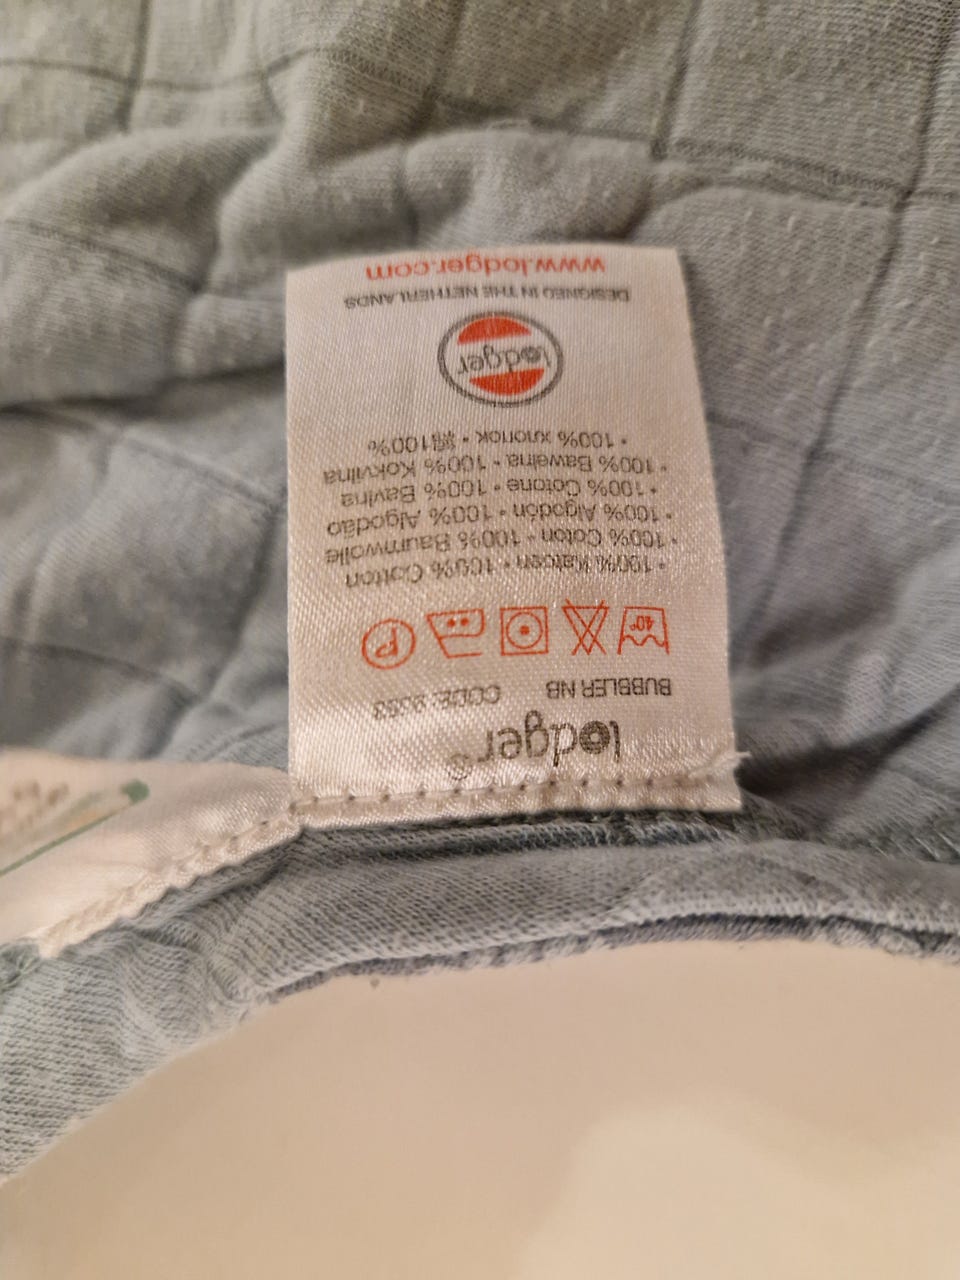 lodger®
BUBBLER NB CODE: 9393
40°
P
• 100% Katoen • 100% Cotton
• 100% Coton • 100% Baumwolle
• 100% Algodón • 100% Algodão
• 100% Cotone • 100% Bavlna
• 100% Bawełna • 100% Kokvilna
• 100% хлопок • 棉100%
lodger
DESIGNED IN THE NETHERLANDS
www.lodger.com